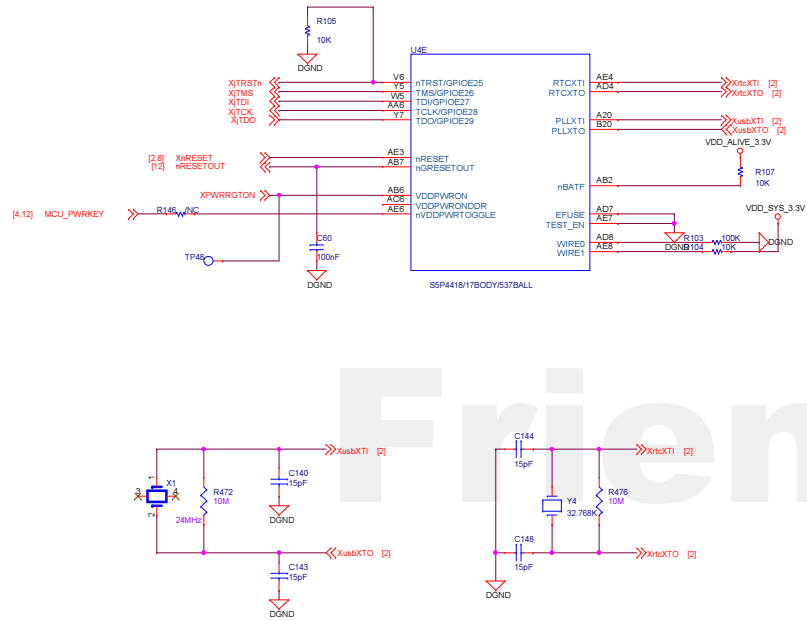 R105
10K
DGND
U4E
XjTRSTn
XjTMS
XjTDI
XjTCK
XjTDO
V6
Y5
W5
AA6
Y7
nTRST/GPIOE25
TMS/GPIOE26
TDI/GPIOE27
TCLK/GPIOE28
TDO/GPIOE29
RTCXTI
RTCXTO
AE4
AD4
XrtcXTI [2]
XrtcXTO [2]
PLLXTI
PLLXTO
A20
B20
XusbXTI [2]
XusbXTO [2]
VDD_ALIVE_3.3V
R107
10K
[2,8] XnRESET
[12] nRESETOUT
AE3
AB7
nRESET
nGRESETOUT
nBATF
AB2
XPWRRGTON
AB6
AC6
AE6
VDDPWRON
VDDPWRONDDR
nVDDPWRTOGGLE
[4,12] MCU_PWRKEY
R146
/NC
EFUSE
TEST_EN
AD7
AE7
VDD_SYS_3.3V
WIRE0
WIRE1
AD8
AE8
DGND
R103
100K
R104
10K
DGND
C60
100nF
DGND
TP48
S5P4418/17BODY/537BALL
Frien
XusbXTI [2]
1
X1
3
4
2
24MHz
R472
10M
C140
15pF
DGND
XusbXTO [2]
C143
15pF
DGND
C144
15pF
XrtcXTI [2]
Y4
32.768K
R476
10M
C148
15pF
XrtcXTO [2]
DGND